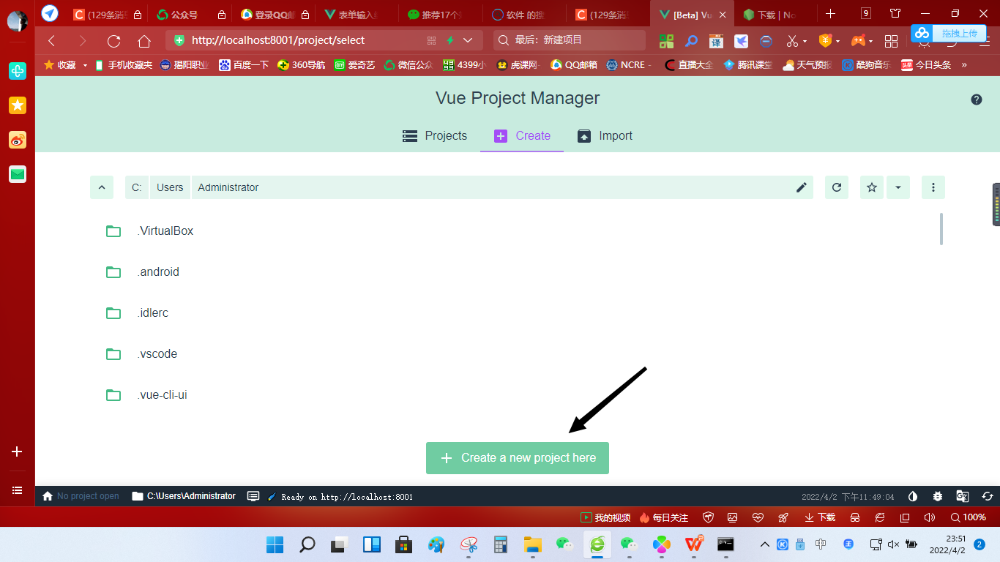 (129条消息
公众号
登录QQ邮
表单输入绑
推荐17个
软件 的搜
(129条消息
[Beta] Vu
下载 | No
9
http://localhost:8001/project/select
最后：新建项目
译
拖拽上传
收藏
手机收藏夹
揭阳职业
百度一下
360导航
爱奇艺
微信公众
4399小
虎课网
QQ邮箱
NCRE -
直播大全
腾讯课堂
天气预报
酷狗音乐
今日头条
»
Vue Project Manager
Projects
Create
Import
C:
Users
Administrator
.VirtualBox
.android
.idlerc
.vscode
.vue-cli-ui
Create a new project here
No project open
C:\Users\Administrator
Ready on http://localhost:8001
2022/4/2 下午11:49:04
我的视频
每日关注
下载
100%
中
23:51
2022/4/2
2